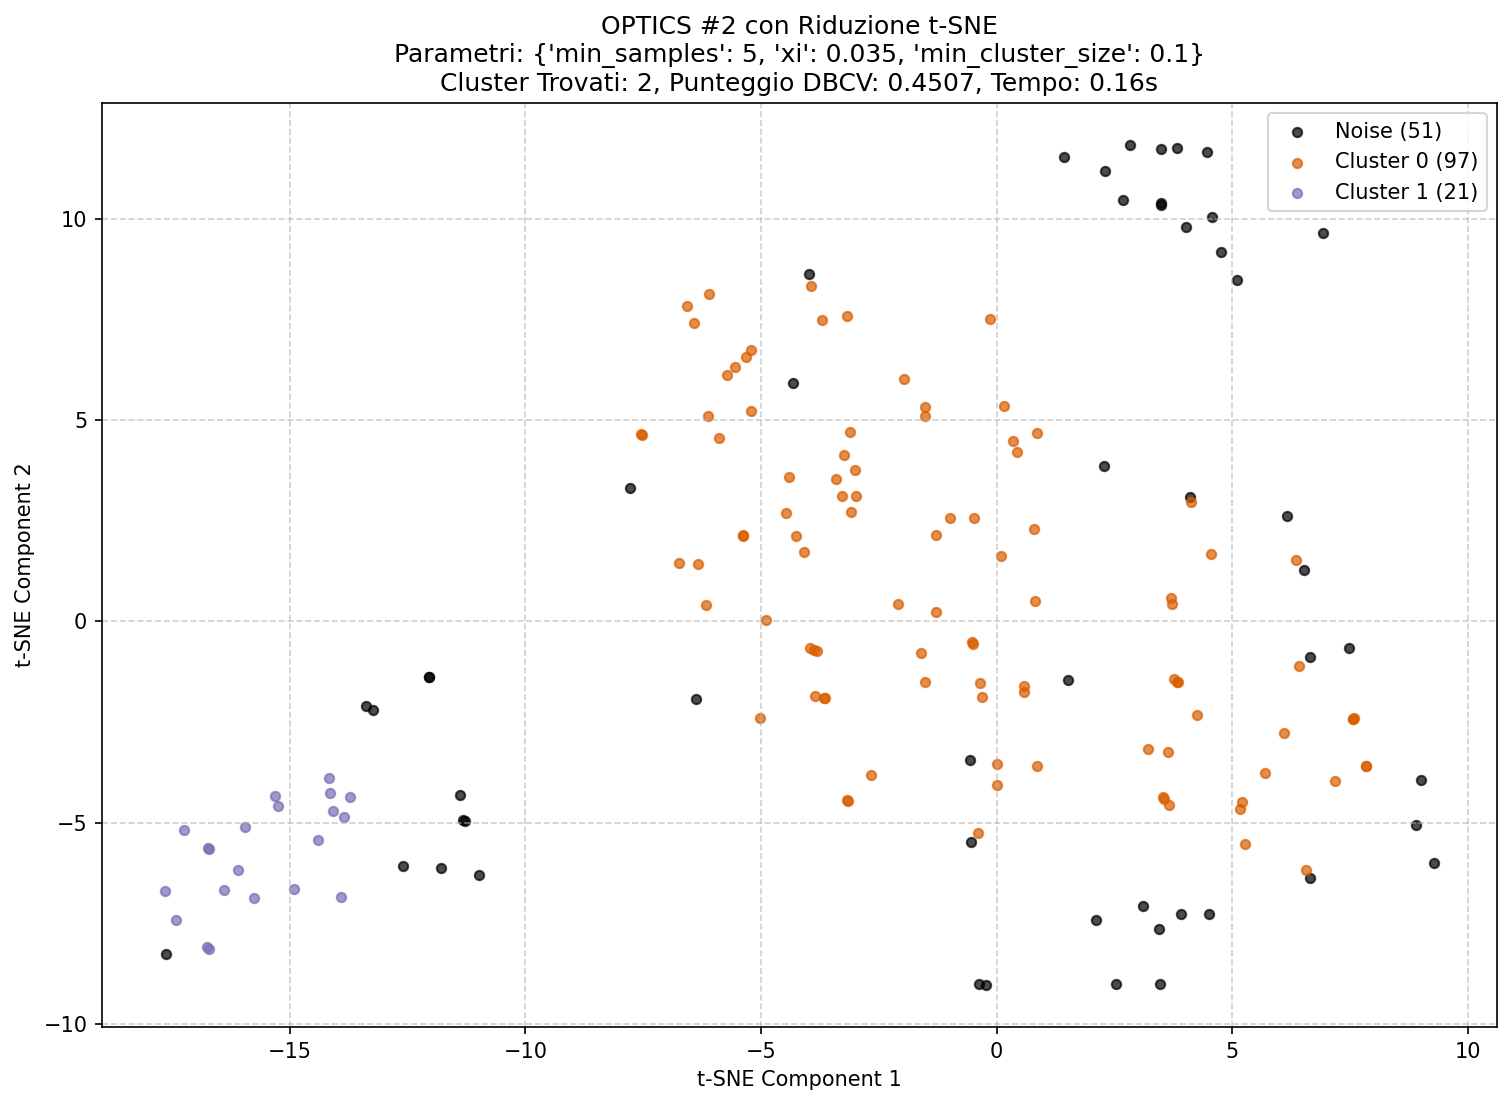 OPTICS #2 con Riduzione t-SNE
Parametri: {'min_samples': 5, 'xi': 0.035, 'min_cluster_size': 0.1}
Cluster Trovati: 2, Punteggio DBCV: 0.4507, Tempo: 0.16s
Noise (51)
Cluster 0 (97)
Cluster 1 (21)
t-SNE Component 2
10
5
0
−5
−10
−15
−10
−5
0
5
10
t-SNE Component 1